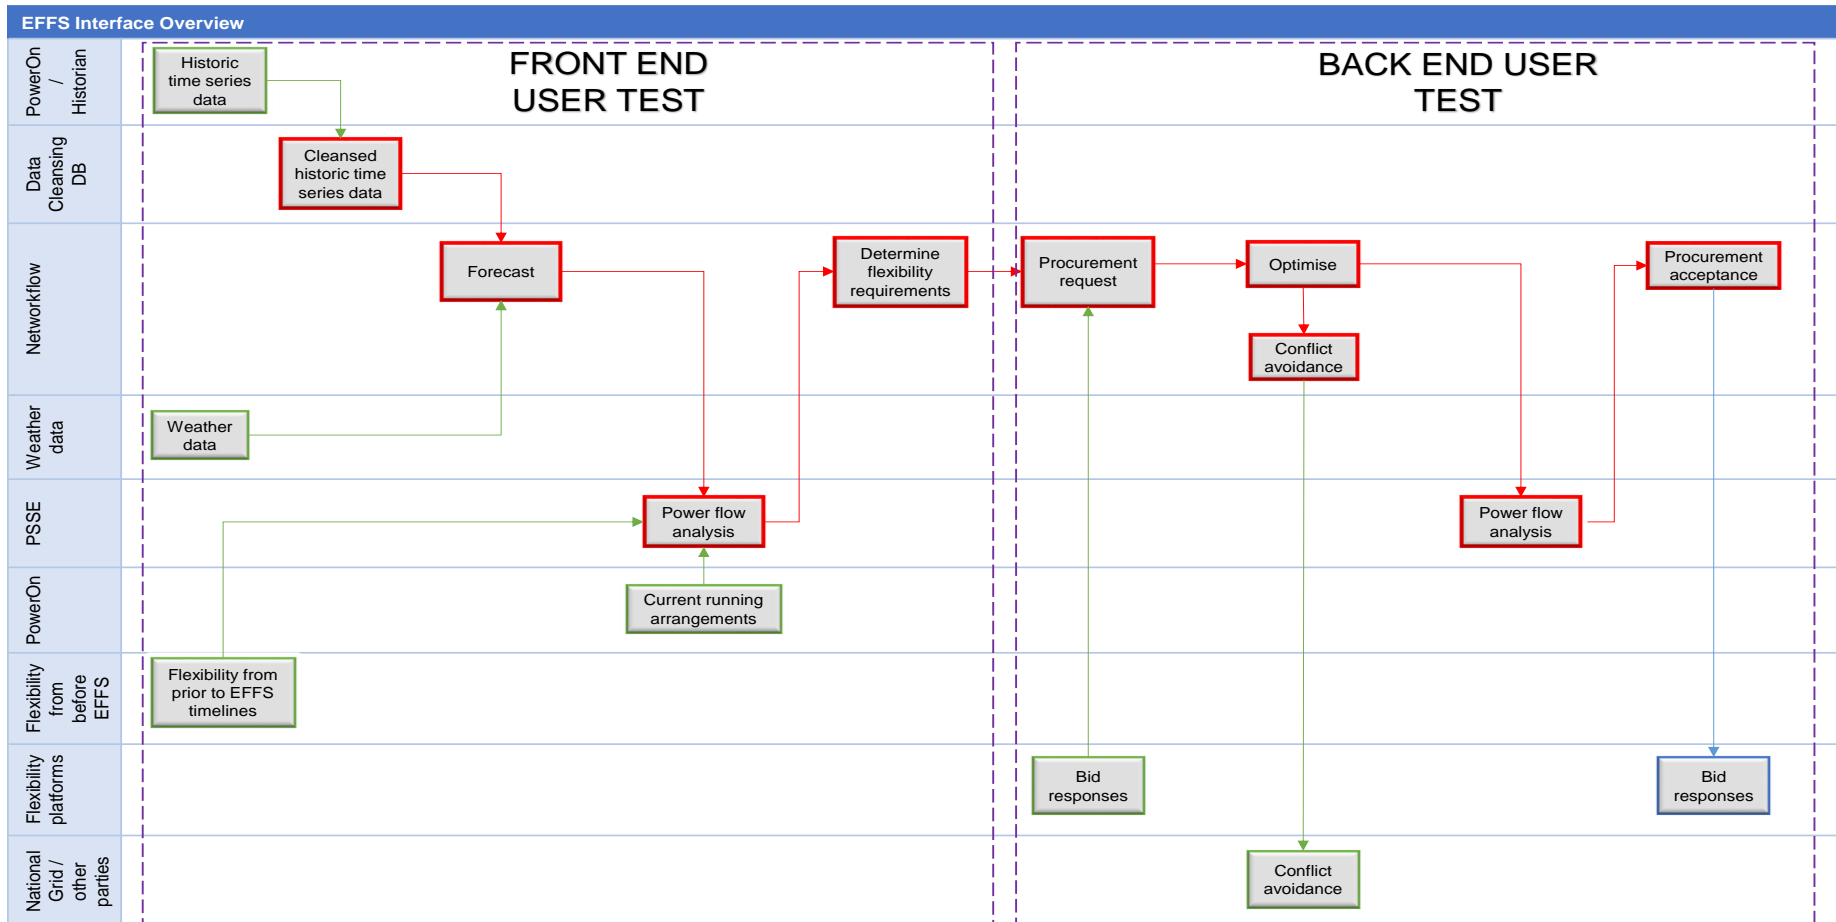 EFFS Interface Overview
PowerOn
/
Historian
Historic
time series
data
FRONT END
USER TEST
BACK END USER
TEST
Data
Cleansing
DB
Cleansed
historic time
series data
Networkflow
Forecast
Determine
flexibility
requirements
Procurement
request
Optimise
Procurement
acceptance
Conflict
avoidance
Weather
data
Weather
data
PSSE
Power flow
analysis
Power flow
analysis
PowerOn
Current running
arrangements
Flexibility
from
before
EFFS
Flexibility from
prior to EFFS
timelines
Flexibility
platforms
Bid
responses
Bid
responses
National
Grid /
other
parties
Conflict
avoidance